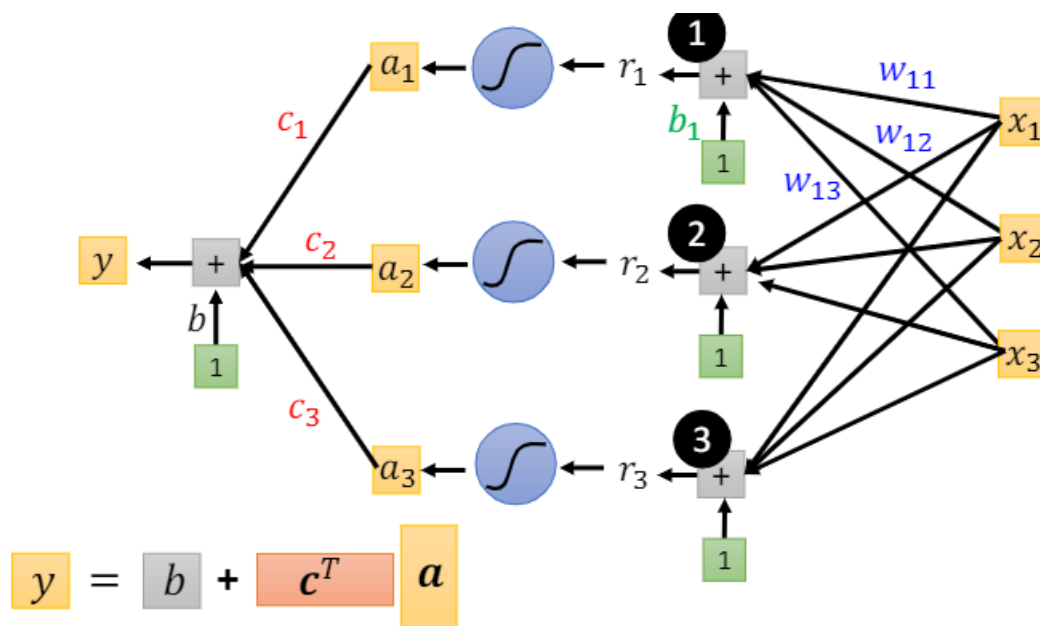 1
a₁ r₁ + w₁₁
c₁ b₁ 1 w₁₂ x₁
w₁₃
2
y + c₂ a₂ r₂ + x₂
b 1 1 x₃
c₃ 3
a₃ r₃ +
1
y = b + cᵀ a